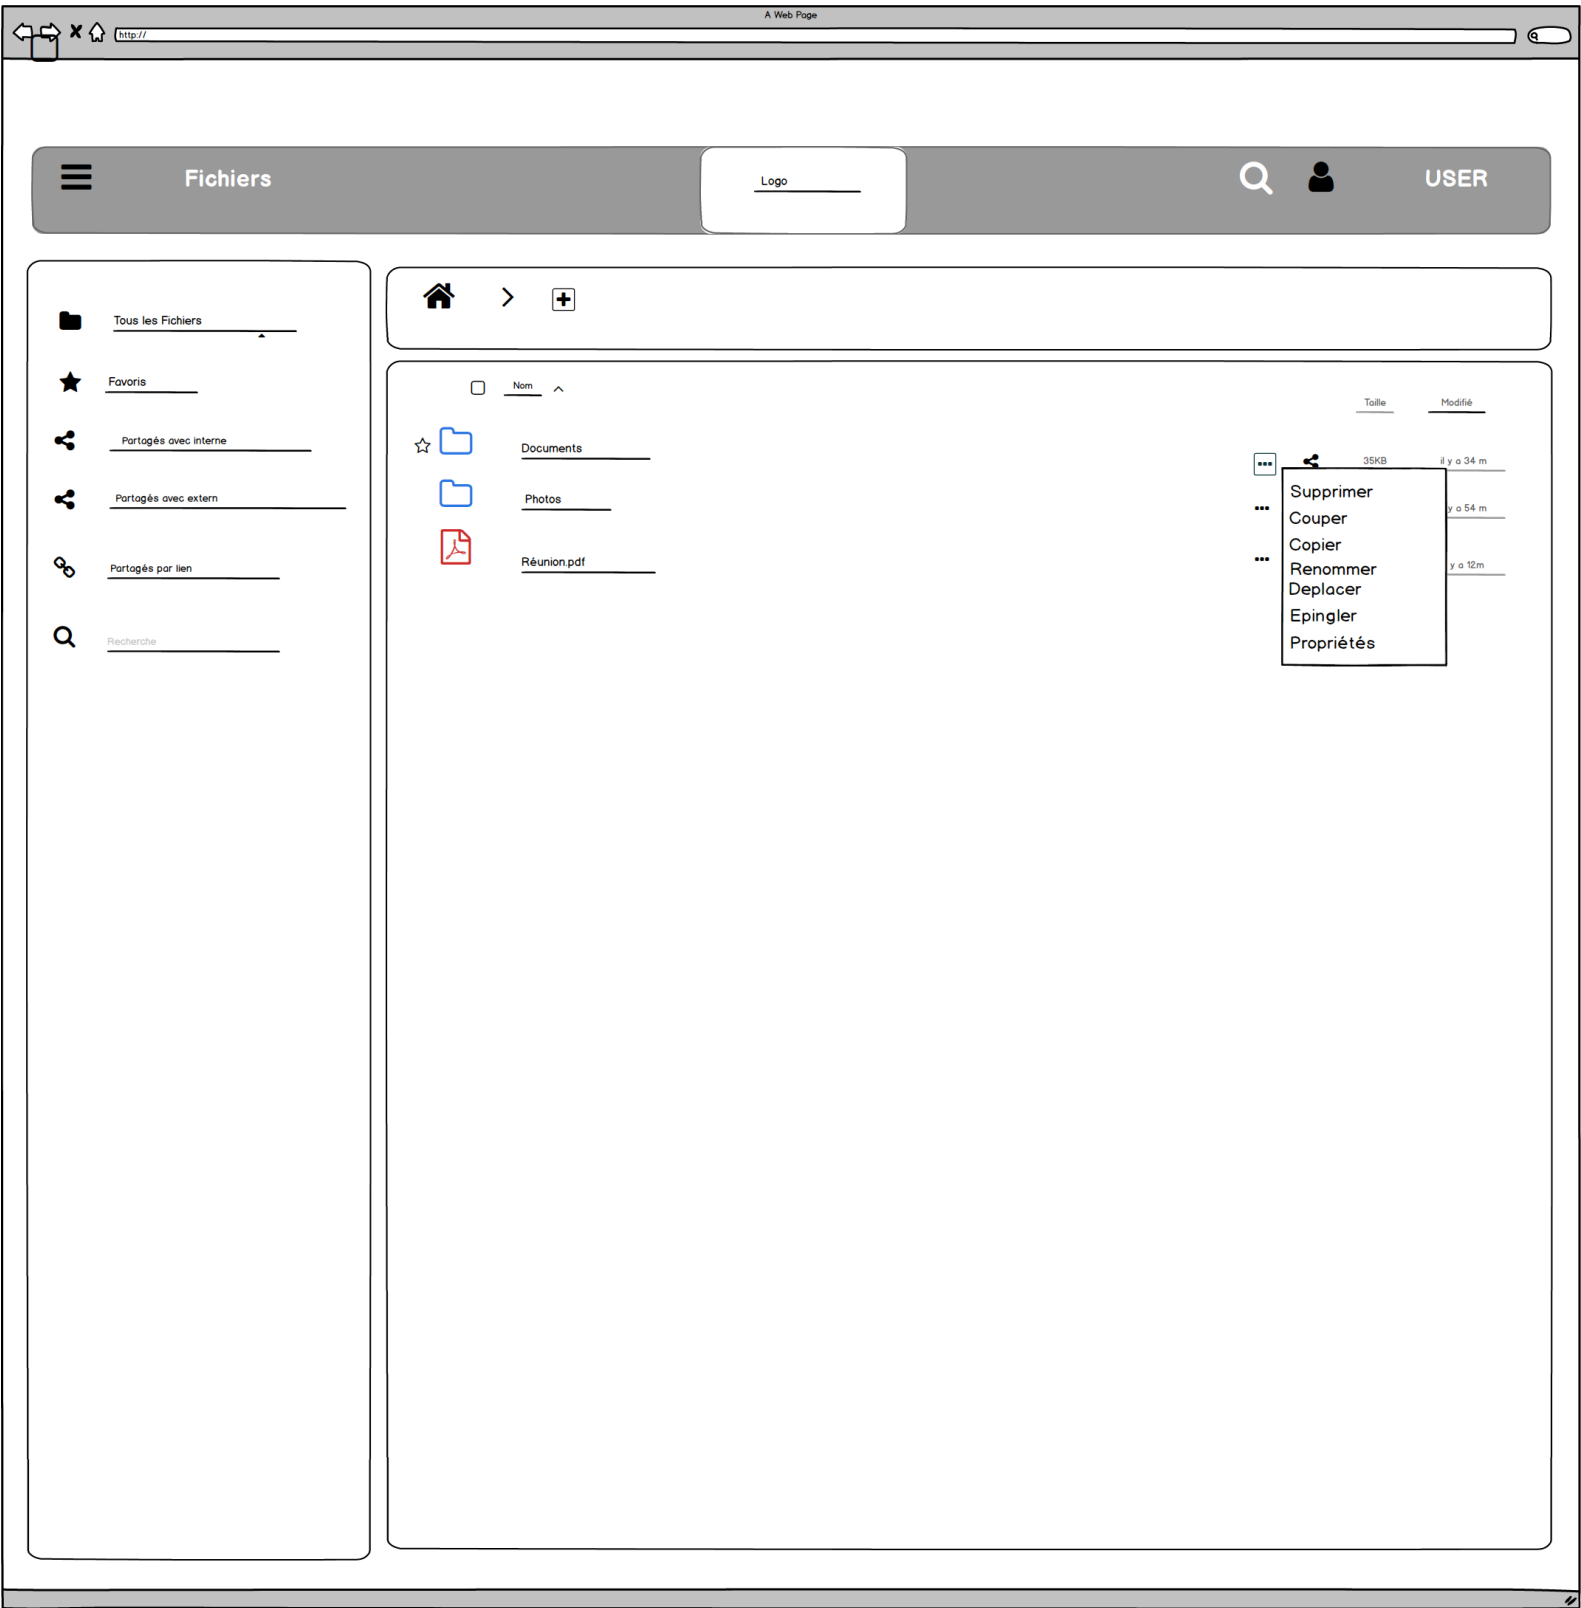 A Web Page
http://
Fichiers
Logo
USER
Tous les Fichiers
Favoris
Partagés avec interne
Partagés avec extern
Partagés par lien
Recherche
Nom
Taille
Modifié
Documents
35KB
il y a 34 m
Photos
y a 54 m
Réunion.pdf
y a 12m
Supprimer
Couper
Copier
Renommer
Deplacer
Epingler
Propriétés